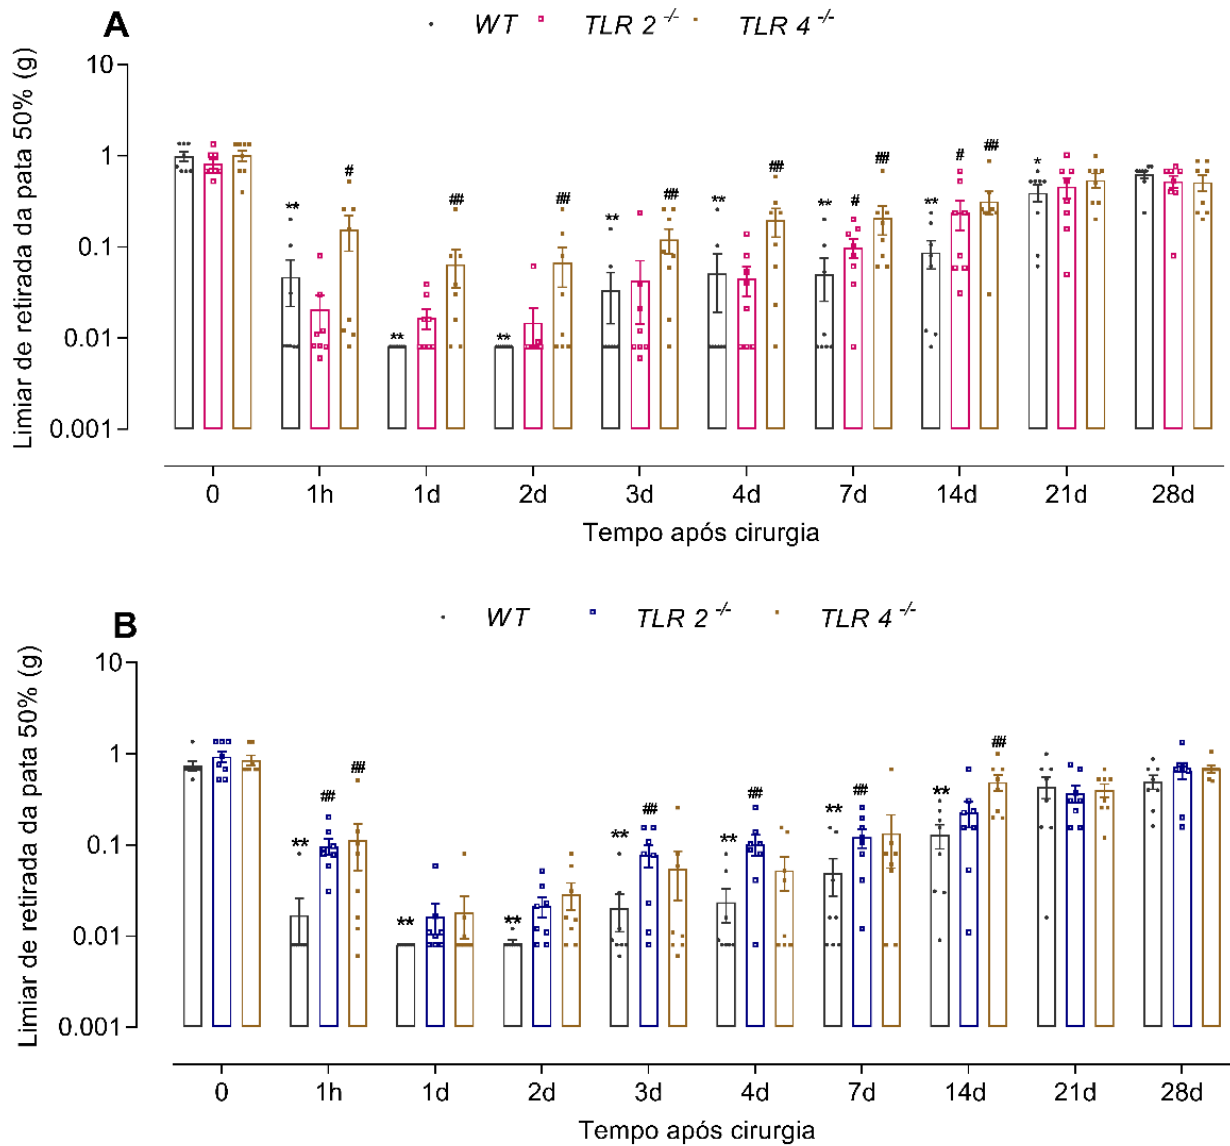 A
WT TLR 2 -/- TLR 4 -/-
Limiar de retirada da pata 50% (g)
10
1
0.1
0.01
0.001
** # ** ## ** ## ** ## ** ## ** # ## ** # ## *
0 1h 1d 2d 3d 4d 7d 14d 21d 28d
Tempo após cirurgia
B
WT TLR 2 -/- TLR 4 -/-
Limiar de retirada da pata 50% (g)
10
1
0.1
0.01
0.001
** ## ## ** ** ** ## ** ## ** ## ** ##
0 1h 1d 2d 3d 4d 7d 14d 21d 28d
Tempo após cirurgia